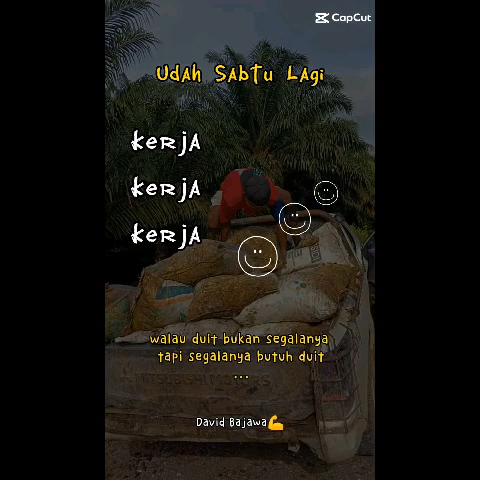 CapCut
Udah Sabtu Lagi
kerja
kerja
kerja
walau duit bukan segalanya
tapi segalanya butuh duit
...
David Bajawa💪